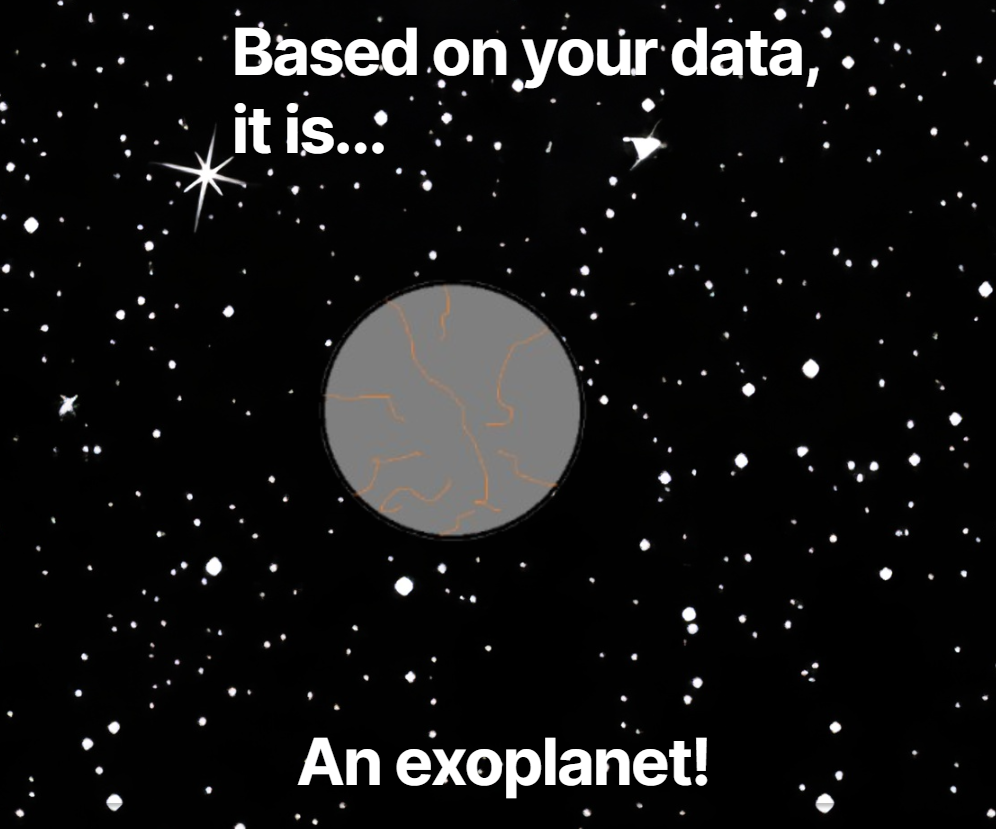 Based on your data,
it is...
An exoplanet!